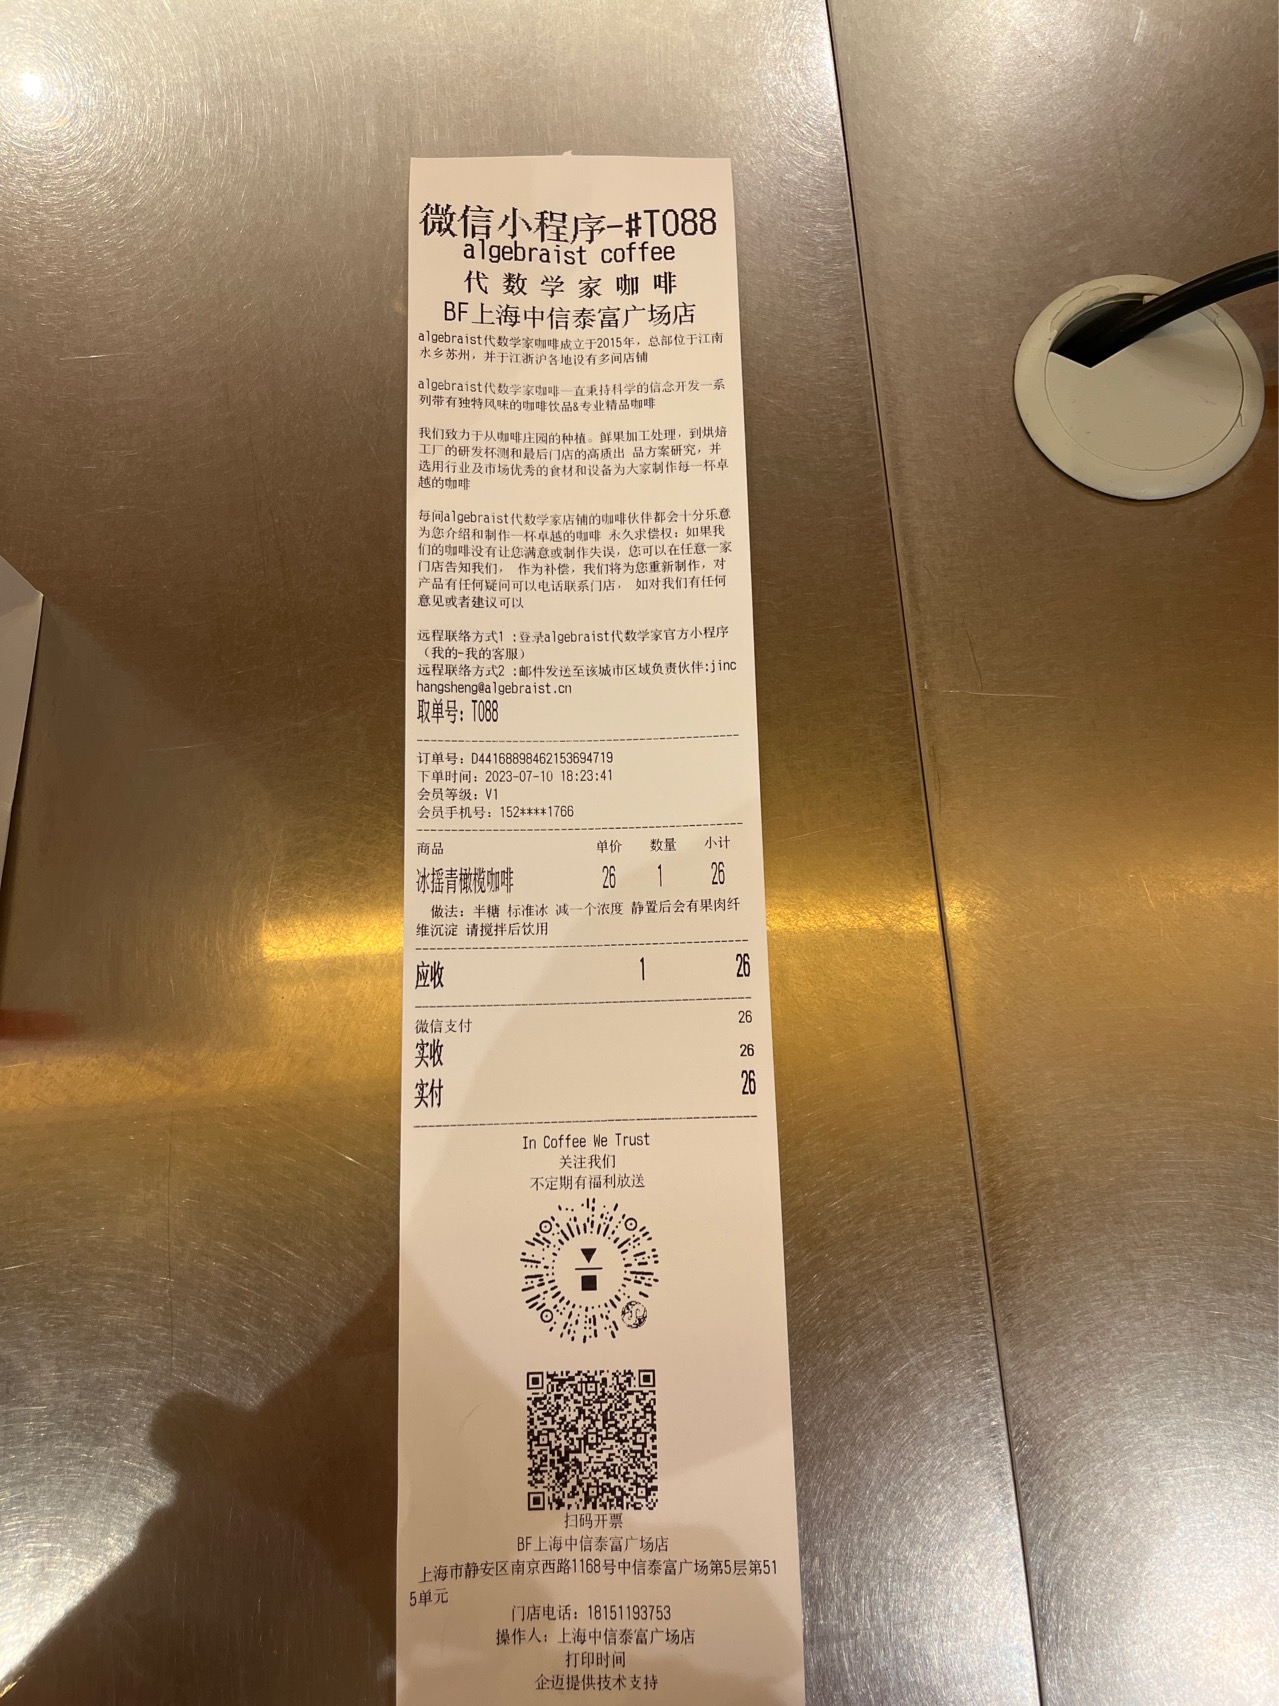 微信小程序-#T088
algebraist coffee
代数学家咖啡
BF上海中信泰富广场店
algebraist代数学家咖啡成立于2015年，总部位于江南
水乡苏州，并于江浙沪各地设有多间店铺
algebraist代数学家咖啡一直秉持科学的信念开发一系
列带有独特风味的咖啡饮品&专业精品咖啡
我们致力于从咖啡庄园的种植。鲜果加工处理，到烘焙
工厂的研发杯测和最后门店的高质出 品方案研究，并
选用行业及市场优秀的食材和设备为大家制作每一杯卓
越的咖啡
每间algebraist代数学家店铺的咖啡伙伴都会十分乐意
为您介绍和制作一杯卓越的咖啡 永久求偿权：如果我
们的咖啡没有让您满意或制作失误，您可以在任意一家
门店告知我们， 作为补偿，我们将为您重新制作，对
产品有任何疑问可以电话联系门店， 如对我们有任何
意见或者建议可以
远程联络方式1 :登录algebraist代数学家官方小程序
（我的-我的客服）
远程联络方式2 :邮件发送至该城市区域负责伙伴:jinc
hangsheng@algebraist.cn
取单号：T088
订单号：D44168898462153694719
下单时间：2023-07-10 18:23:41
会员等级：V1
会员手机号：152****1766
商品 单价 数量 小计
冰摇青橄榄咖啡 26 1 26
做法：半糖 标准冰 减一个浓度 静置后会有果肉纤
维沉淀 请搅拌后饮用
应收 1 26
微信支付 26
实收 26
实付 26
In Coffee We Trust
关注我们
不定期有福利放送
扫码开票
BF上海中信泰富广场店
上海市静安区南京西路1168号中信泰富广场第5层第51
5单元
门店电话：18151193753
操作人：上海中信泰富广场店
打印时间
企迈提供技术支持